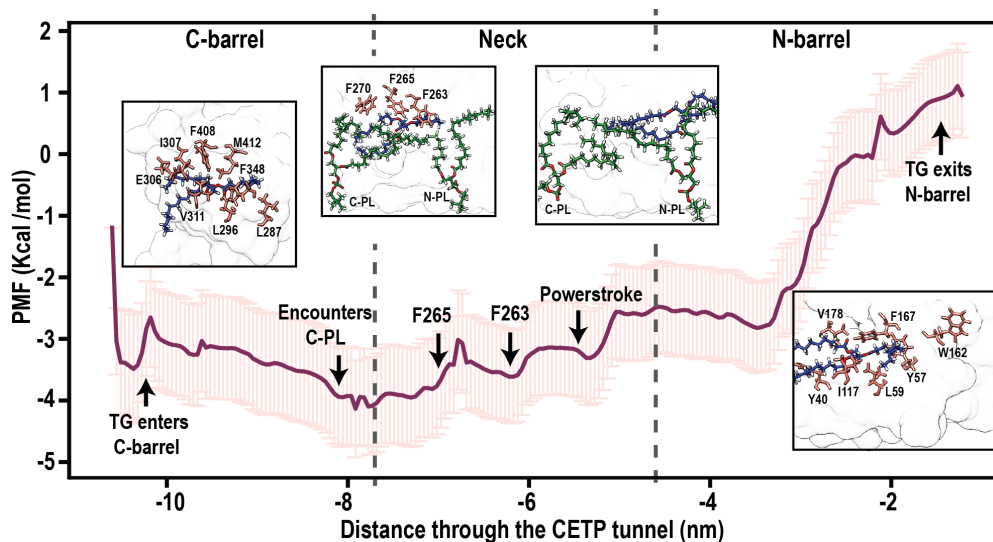 C-barrel
Neck
N-barrel
PMF (Kcal /mol)
2
1
0
-1
-2
-3
-4
-5
I307
F408
M412
E306
F348
V311
L296
L287
F270
F265
F263
C-PL
N-PL
C-PL
N-PL
TG exits
N-barrel
Encounters
C-PL
F265
F263
Powerstroke
TG enters
C-barrel
V178
F167
W162
Y57
Y40
I117
L59
-10
-8
-6
-4
-2
Distance through the CETP tunnel (nm)